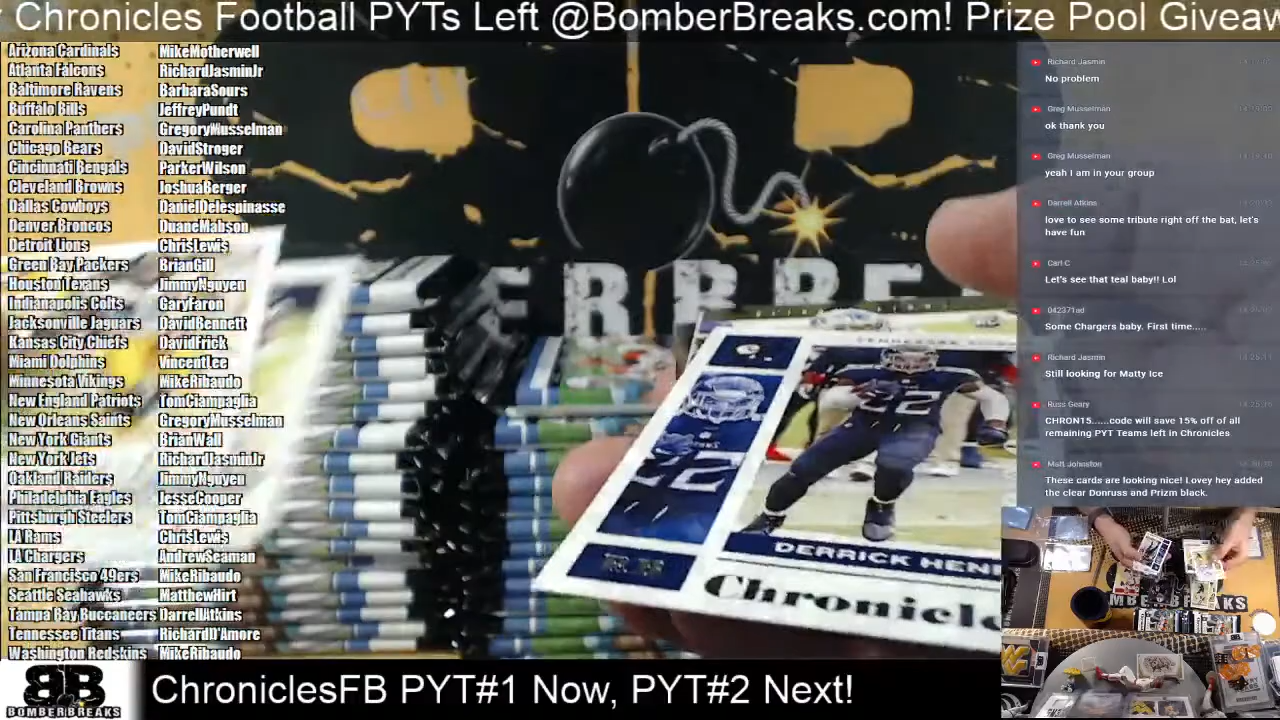 Chronicles Football PYTs Left @BomberBreaks.com! Prize Pool Giveaw
Arizona Cardinals MikeMotherwell
Atlanta Falcons RichardJasminJr
Baltimore Ravens BarbaraSours
Buffalo Bills JeffreyPundt
Carolina Panthers GregoryMusselman
Chicago Bears DavidStroger
Cincinnati Bengals ParkerWilson
Cleveland Browns JoshuaBerger
Dallas Cowboys DanielDelespinasse
Denver Broncos DuaneMabson
Detroit Lions ChrisLewis
Green Bay Packers BrianGill
Houston Texans JimmyNguyen
Indianapolis Colts GaryFaron
Jacksonville Jaguars DavidBennett
Kansas City Chiefs DavidFrick
Miami Dolphins VincentLee
Minnesota Vikings MikeRibaudo
New England Patriots TomCiampaglia
New Orleans Saints GregoryMusselman
New York Giants BrianWall
New York Jets RichardJasminJr
Oakland Raiders JimmyNguyen
Philadelphia Eagles JesseCooper
Pittsburgh Steelers TomCiampaglia
LA Rams ChrisLewis
LA Chargers AndrewSeaman
San Francisco 49ers MikeRibaudo
Seattle Seahawks MatthewHirt
Tampa Bay Buccaneers DarrellAtkins
Tennessee Titans RichardD'Amore
Washington Redskins MikeRibaudo
22
22
DERRICK HEN
Chronicle
Richard Jasmin
No problem
Greg Musselman
ok thank you
Greg Musselman
yeah I am in your group
Darrell Atkins
love to see some tribute right off the bat, let's
have fun
Carl C
Let's see that teal baby!! Lol
042371ad
Some Chargers baby. First time.....
Richard Jasmin
Still looking for Matty Ice
Russ Geary
CHRON15......code will save 15% off of all
remaining PYT Teams left in Chronicles
Matt Johnston
These cards are looking nice! Lovey hey added
the clear Donruss and Prizm black.
BB
BOMBERBREAKS
ChroniclesFB PYT#1 Now, PYT#2 Next!